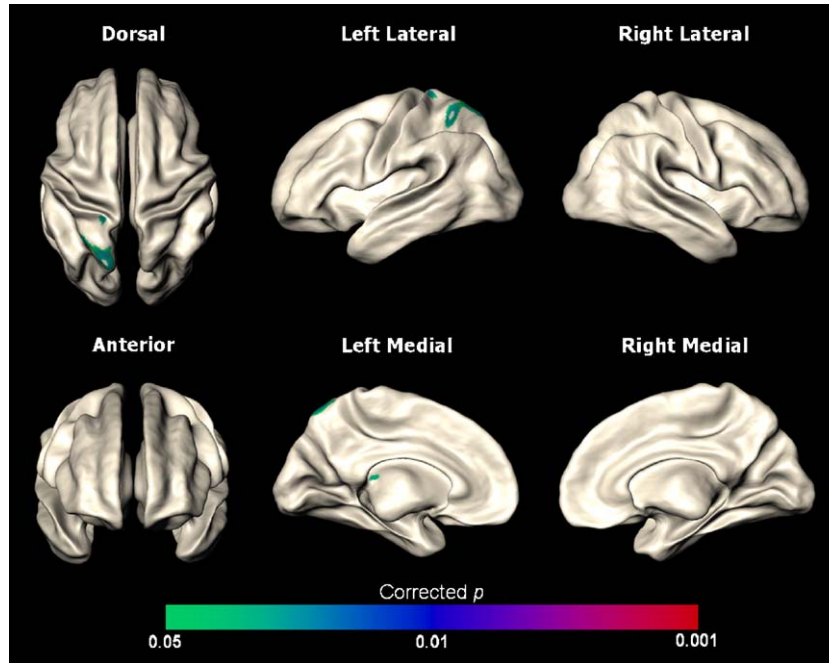 Dorsal
Left Lateral
Right Lateral
Anterior
Left Medial
Right Medial
Corrected p
0.05
0.01
0.001